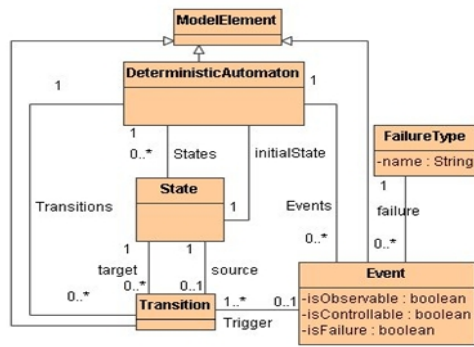 ModelElement
DeterministicAutomaton
1
1
1
0..*
States
initialState
FailureType
-name : String
State
1
1
failure
Transitions
Events
0..*
0..*
1
1
target
source
0..*
0..1
0..*
Transition
1..*
0..1
Trigger
Event
-isObservable : boolean
-isControllable : boolean
-isFailure : boolean